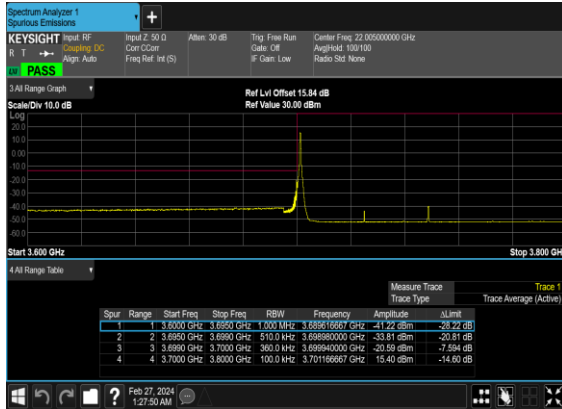 Spectrum Analyzer 1
Spurious Emissions
KEYSIGHT Input: RF Input Z: 50 Ω Atten: 30 dB Trig: Free Run Center Freq: 22.005000000 GHz
R T Coupling: DC Corr CCorr Gate: Off Avg|Hold: 100/100
Align: Auto Freq Ref: Int (S) IF Gain: Low Radio Std: None
PASS
3 All Range Graph
Ref Lvl Offset 15.84 dB
Scale/Div 10.0 dB Ref Value 30.00 dBm
Log
20.0
10.0
0.00
-10.0
-20.0
-30.0
-40.0
-50.0
-60.0
Start 3.600 GHz Stop 3.800 GH
4 All Range Table
Measure Trace Trace 1
Trace Type Trace Average (Active)
Spur Range Start Freq Stop Freq RBW Frequency Amplitude ΔLimit
1 1 3.6000 GHz 3.6950 GHz 1.000 MHz 3.689616667 GHz -41.22 dBm -28.22 dB
2 2 3.6950 GHz 3.6990 GHz 510.0 kHz 3.698980000 GHz -33.81 dBm -20.81 dB
3 3 3.6990 GHz 3.7000 GHz 360.0 kHz 3.699940000 GHz -20.59 dBm -7.594 dB
4 4 3.7000 GHz 3.8000 GHz 100.0 kHz 3.701166667 GHz 15.40 dBm -14.60 dB
? Feb 27, 2024
1:27:50 AM